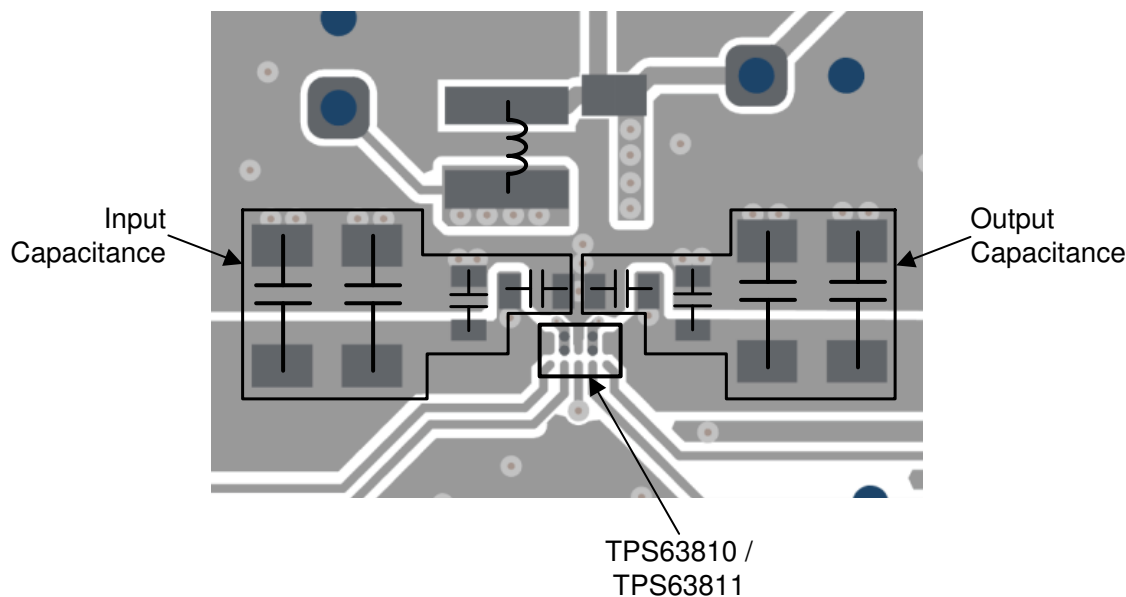 Input
Capacitance
Output
Capacitance
TPS63810 /
TPS63811